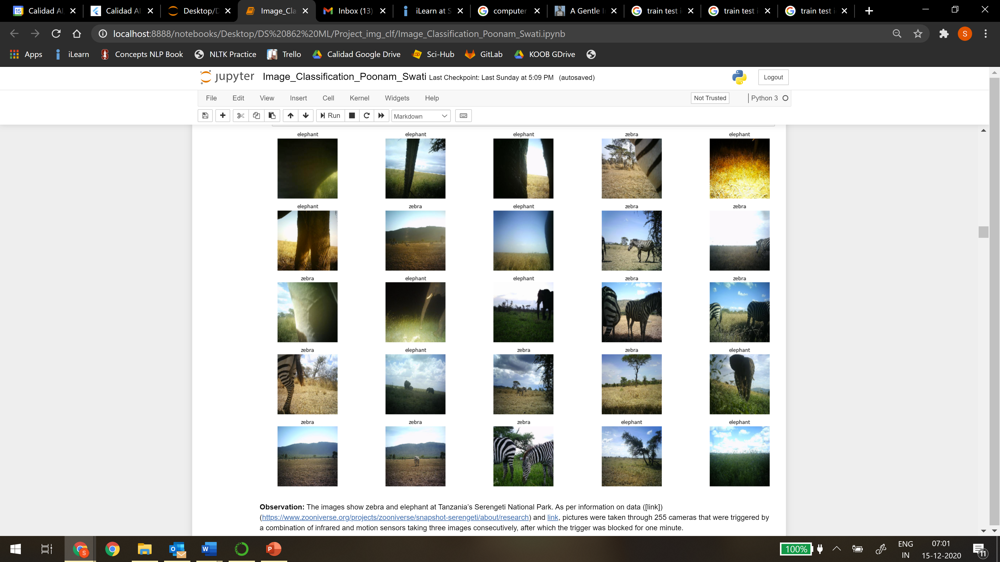 15 Calidad AI
Calidad AI
Desktop/D
Image_Cla
Inbox (13)
iLearn at S
computer
A Gentle I
train test i
train test i
train test i
localhost:8888/notebooks/Desktop/DS%20862%20ML/Project_img_clf/Image_Classification_Poonam_Swati.ipynb
S
Apps iLearn Concepts NLP Book NLTK Practice Trello Calidad Google Drive Sci-Hub GitLab KOOB GDrive
jupyter Image_Classification_Poonam_Swati Last Checkpoint: Last Sunday at 5:09 PM (autosaved)
Logout
File Edit View Insert Cell Kernel Widgets Help
Not Trusted Python 3
Run Markdown
elephant elephant elephant zebra elephant
elephant zebra elephant zebra zebra
zebra elephant elephant zebra zebra
zebra elephant zebra zebra elephant
zebra zebra zebra elephant elephant
Observation: The images show zebra and elephant at Tanzania’s Serengeti National Park. As per information on data ([link])
(https://www.zooniverse.org/projects/zooniverse/snapshot-serengeti/about/research) and link, pictures were taken through 255 cameras that were triggered by
a combination of infrared and motion sensors taking three images consecutively, after which the trigger was blocked for one minute.
S
O
W
P
100%
ENG
IN
07:01
15-12-2020
11